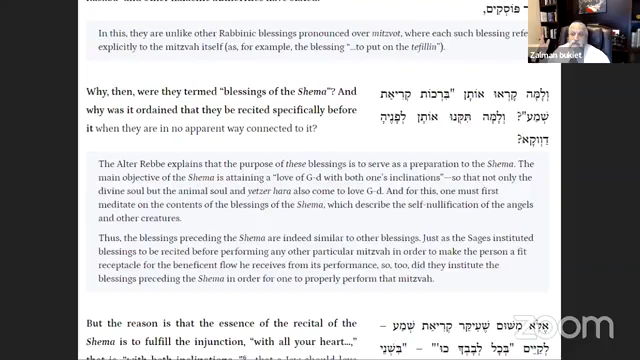 ר פּוֹסְקִים,
In this, they are unlike other Rabbinic blessings pronounced over mitzvot, where each such blessing refe
explicitly to the mitzvah itself (as, for example, the blessing “...to put on the tefillin”).
Zalman bukiet
Why, then, were they termed “blessings of the Shema”? And
why was it ordained that they be recited specifically before
it when they are in no apparent way connected to it?
וְלָמָּה קָרְאוּ אוֹתָן "בִּרְכוֹת קְרִיאַת
שְׁמַע"? וְלָמָּה תִּקְּנוּ אוֹתָן לְפָנֶיהָ
דַּוְוקָא?
The Alter Rebbe explains that the purpose of these blessings is to serve as a preparation to the Shema. The
main objective of the Shema is attaining a “love of G-d with both one’s inclinations”—so that not only the
divine soul but the animal soul and yetzer hara also come to love G-d. And for this, one must first
meditate on the contents of the blessings of the Shema, which describe the self-nullification of the angels
and other creatures.
Thus, the blessings preceding the Shema are indeed similar to other blessings. Just as the Sages instituted
blessings to be recited before performing any other particular mitzvah in order to make the person a fit
receptacle for the beneficent flow he receives from its performance, so, too, did they institute the
blessings preceding the Shema in order for one to properly perform that mitzvah.
But the reason is that the essence of the recital of the
Shema is to fulfill the injunction, “with all your heart...,”
אֶלָּא מִשּׁוּם שֶׁעִיקַּר קְרִיאַת שְׁמַע –
לְקַיֵּים "בְּכָל לְבָבְךָ כוּ'" – "בִּשְׁנֵי
zoom